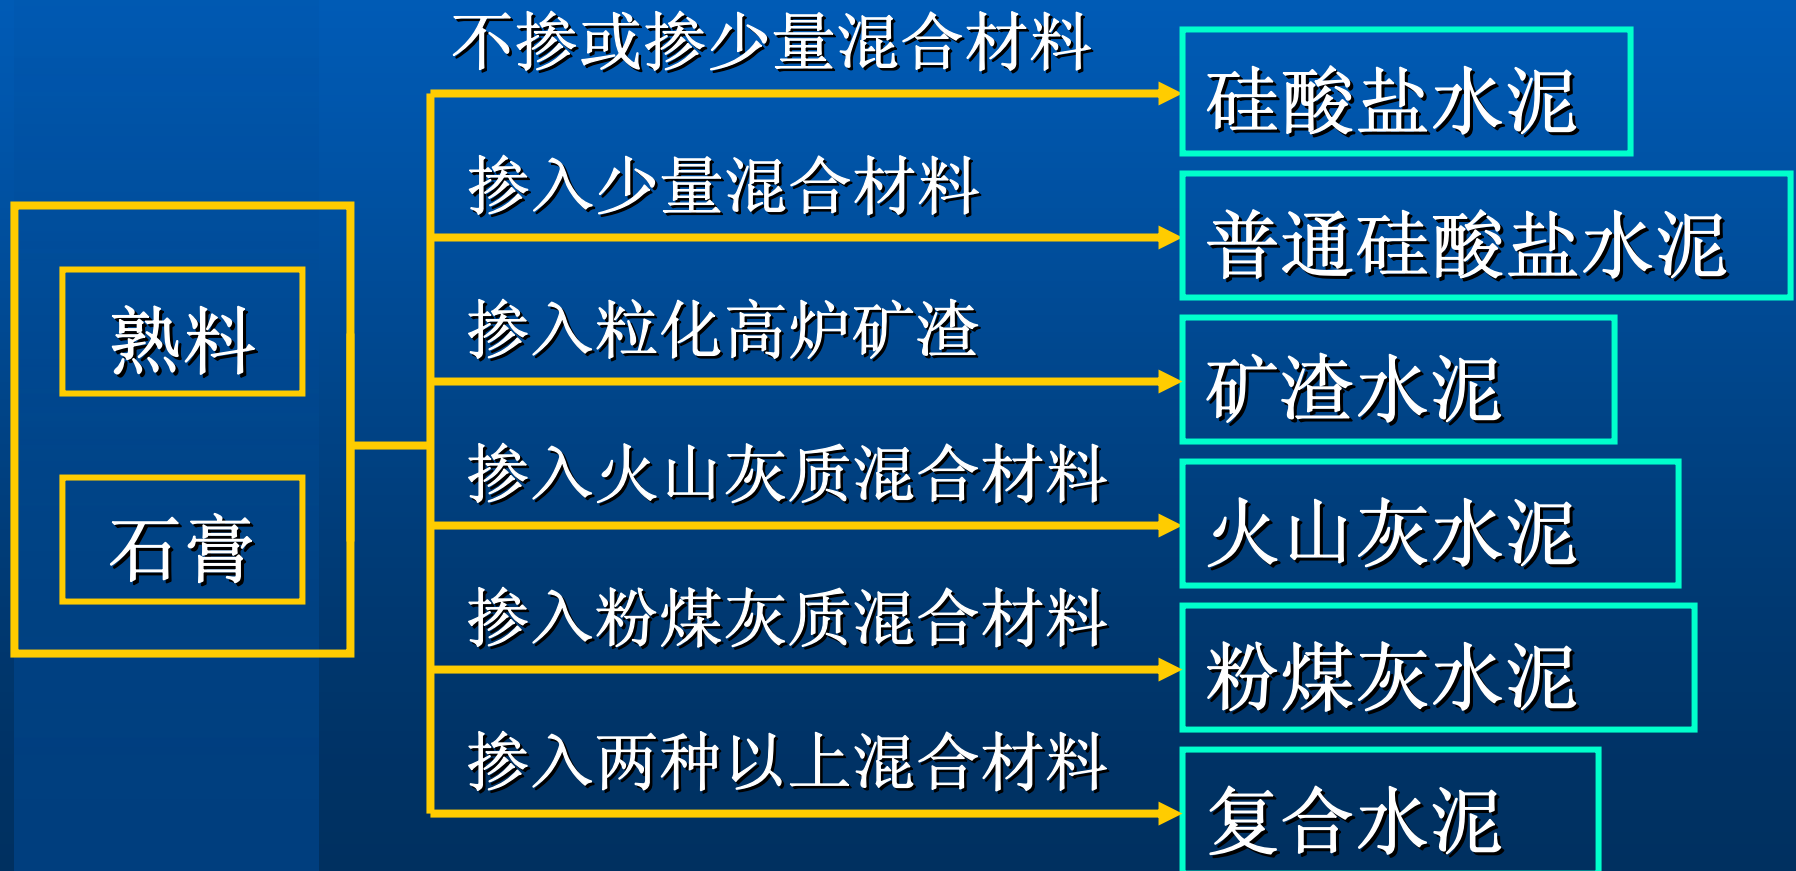 熟料
石膏
不掺或掺少量混合材料
硅酸盐水泥
掺入少量混合材料
普通硅酸盐水泥
掺入粒化高炉矿渣
矿渣水泥
掺入火山灰质混合材料
火山灰水泥
掺入粉煤灰质混合材料
粉煤灰水泥
掺入两种以上混合材料
复合水泥